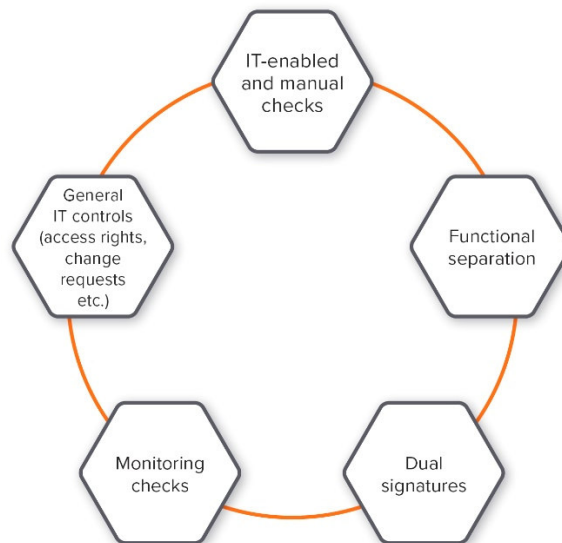 IT-enabled
and manual
checks
Functional
separation
Dual
signatures
Monitoring
checks
General
IT controls
(access rights,
change
requests
etc.)